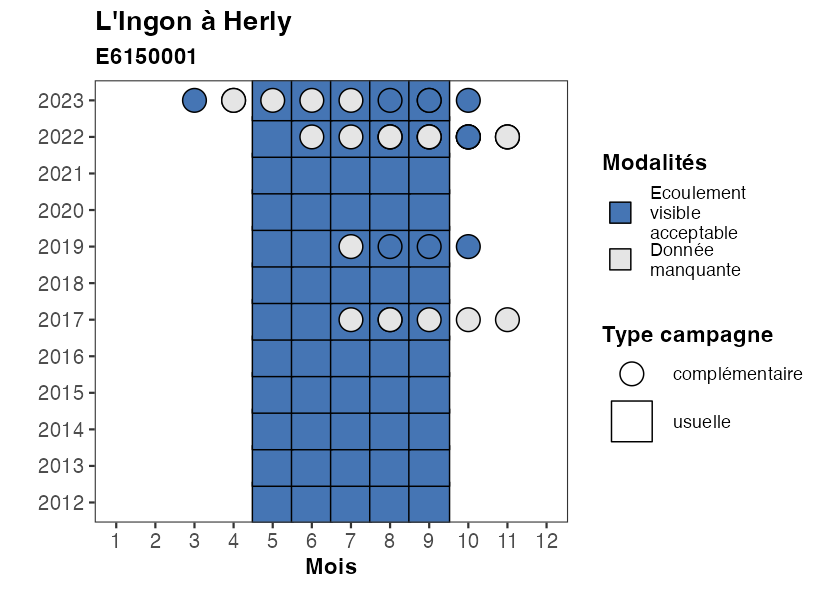 L'Ingon à Herly
E6150001
2023
2022
2021
2020
2019
2018
2017
2016
2015
2014
2013
2012
1 2 3 4 5 6 7 8 9 10 11 12
Mois
Modalités
Ecoulement
visible
acceptable
Donnée
manquante
Type campagne
complémentaire
usuelle